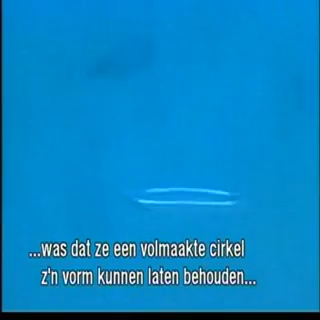 ...was dat ze een volmaakte cirkel
z'n vorm kunnen laten behouden...